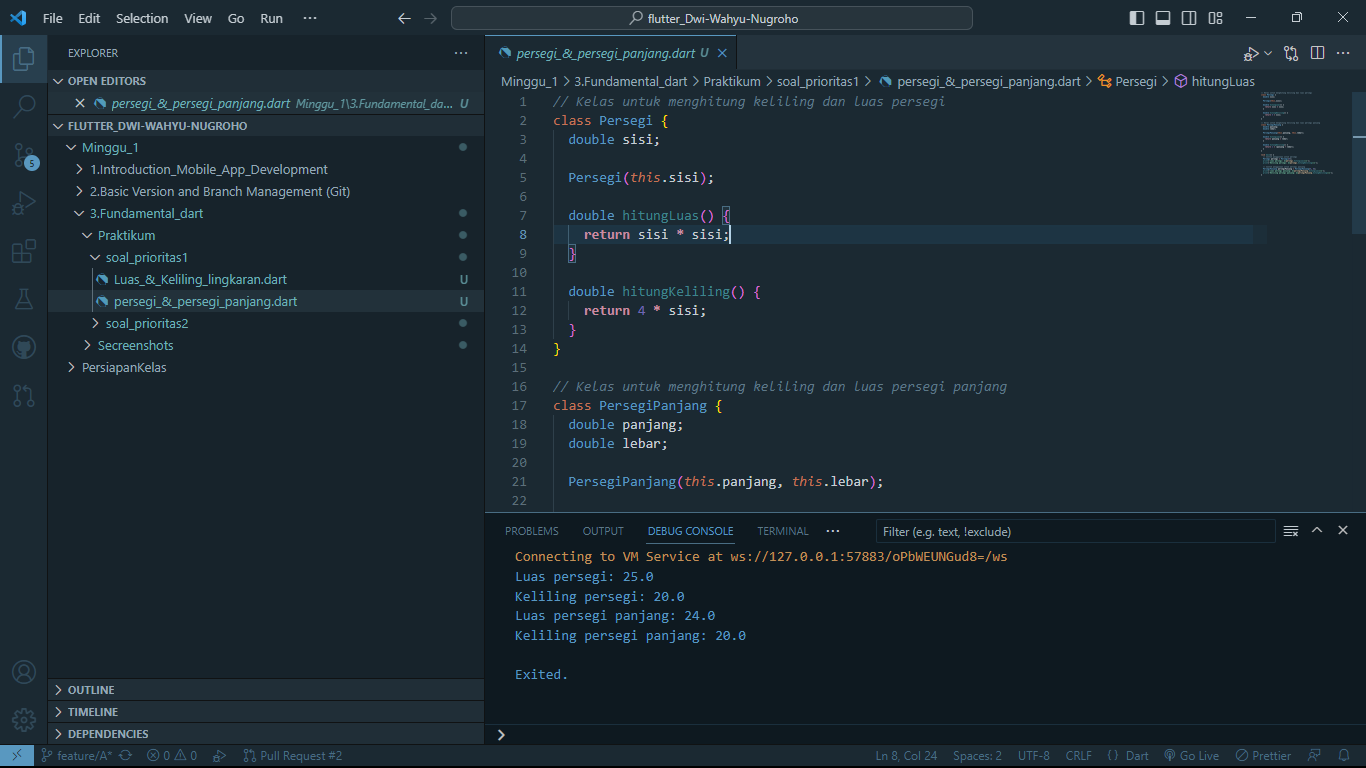 File Edit Selection View Go Run ··· flutter_Dwi-Wahyu-Nugroho
EXPLORER
OPEN EDITORS
persegi_&_persegi_panjang.dart Minggu_1\3.Fundamental_da... U
FLUTTER_DWI-WAHYU-NUGROHO
Minggu_1
1.Introduction_Mobile_App_Development
5
2.Basic Version and Branch Management (Git)
3.Fundamental_dart
Praktikum
soal_prioritas1
Luas_&_Keliling_lingkaran.dart U
persegi_&_persegi_panjang.dart U
soal_prioritas2
Secreenshots
PersiapanKelas
OUTLINE
TIMELINE
DEPENDENCIES
persegi_&_persegi_panjang.dart U
Minggu_1 > 3.Fundamental_dart > Praktikum > soal_prioritas1 > persegi_&_persegi_panjang.dart > Persegi > hitungLuas
1 // Kelas untuk menghitung keliling dan luas persegi
2 class Persegi {
3 double sisi;
4
5 Persegi(this.sisi);
6
7 double hitungLuas() {
8 return sisi * sisi;
9 }
10
11 double hitungKeliling() {
12 return 4 * sisi;
13 }
14 }
15
16 // Kelas untuk menghitung keliling dan luas persegi panjang
17 class PersegiPanjang {
18 double panjang;
19 double lebar;
20
21 PersegiPanjang(this.panjang, this.lebar);
22
PROBLEMS OUTPUT DEBUG CONSOLE TERMINAL ··· Filter (e.g. text, !exclude)
Connecting to VM Service at ws://127.0.0.1:57883/oPbWEUNGud8=/ws
Luas persegi: 25.0
Keliling persegi: 20.0
Luas persegi panjang: 24.0
Keliling persegi panjang: 20.0
Exited.
feature/A* 0 0 Pull Request #2 Ln 8, Col 24 Spaces: 2 UTF-8 CRLF { } Dart Go Live Prettier